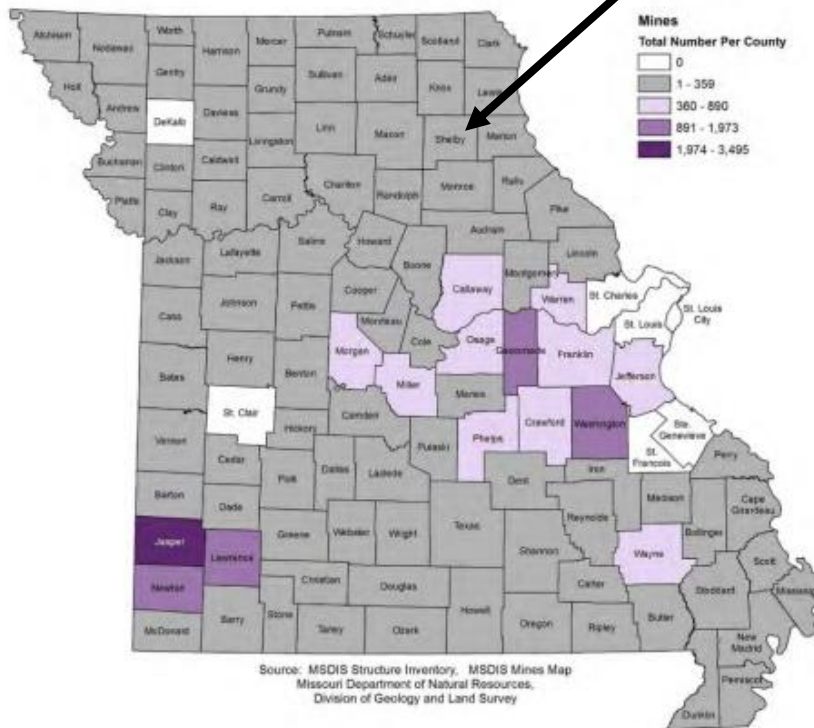 Mines
Total Number Per County
0
1 - 359
360 - 890
891 - 1,973
1,974 - 3,495
Atchison
Nodaway
Worth
Harrison
Mercer
Putnam
Schuyler
Scotland
Clark
Holt
Gentry
Sullivan
Adair
Knox
Lewis
Andrew
DeKalb
Daviess
Grundy
Linn
Macon
Shelby
Marion
Livingston
Buchanan
Clinton
Caldwell
Chariton
Randolph
Monroe
Ralls
Platte
Clay
Ray
Carroll
Pike
Audrain
Jackson
Lafayette
Saline
Howard
Boone
Callaway
Montgomery
Lincoln
Warren
St. Charles
St. Louis
St. Louis
City
Cass
Johnson
Pettis
Cooper
Moniteau
Cole
Osage
Gasconade
Franklin
Jefferson
Bates
Henry
Benton
Morgan
Miller
Maries
St. Clair
Hickory
Camden
Pulaski
Phelps
Crawford
Washington
St.
Francois
Ste.
Genevieve
Perry
Vernon
Cedar
Polk
Dallas
Laclede
Dent
Iron
Madison
Bollinger
Cape
Girardeau
Barton
Dade
Greene
Webster
Wright
Texas
Shannon
Reynolds
Wayne
Jasper
Lawrence
Newton
Christian
Douglas
Carter
Scott
Stoddard
Mississippi
McDonald
Barry
Stone
Taney
Ozark
Howell
Oregon
Ripley
Butler
New
Madrid
Pemiscot
Dunklin
Source: MSDIS Structure Inventory, MSDIS Mines Map
Missouri Department of Natural Resources,
Division of Geology and Land Survey